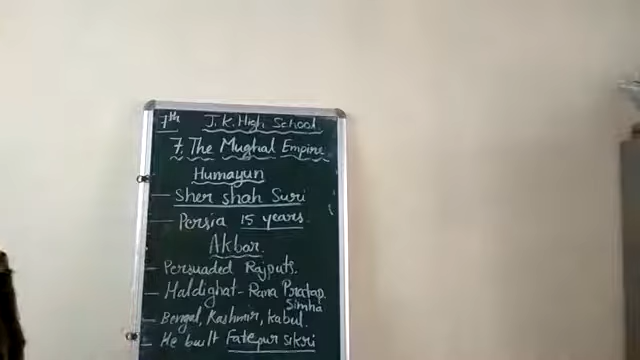 7th J.K. High School
7. The Mughal Empire
Humayun
— Sher shah Suri
— Persia 15 years.
Akbar.
— Persuaded Rajputs.
— Haldighat - Rana Pratap
Simha
— Bengal, Kashmir, Kabul.
— He built Fatepur sikri